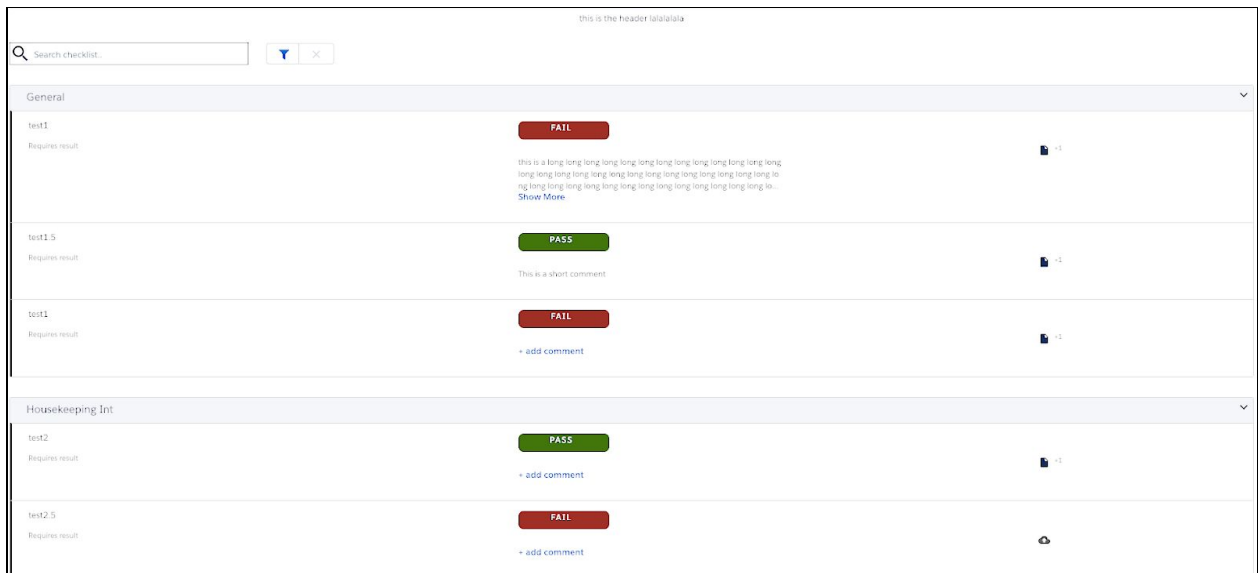 this is the header lalalalala
Search checklist..
General
test1
FAIL
Requires result
+1
this is a long long long long long long long long long long long long long
long long long long long long long long long long long long long long lo
ng long long long long long long long long long long long long long lo...
Show More
test1.5
PASS
Requires result
+1
This is a short comment
test1
FAIL
Requires result
+1
+ add comment
Housekeeping Int
test2
PASS
Requires result
+1
+ add comment
test2.5
FAIL
Requires result
+ add comment